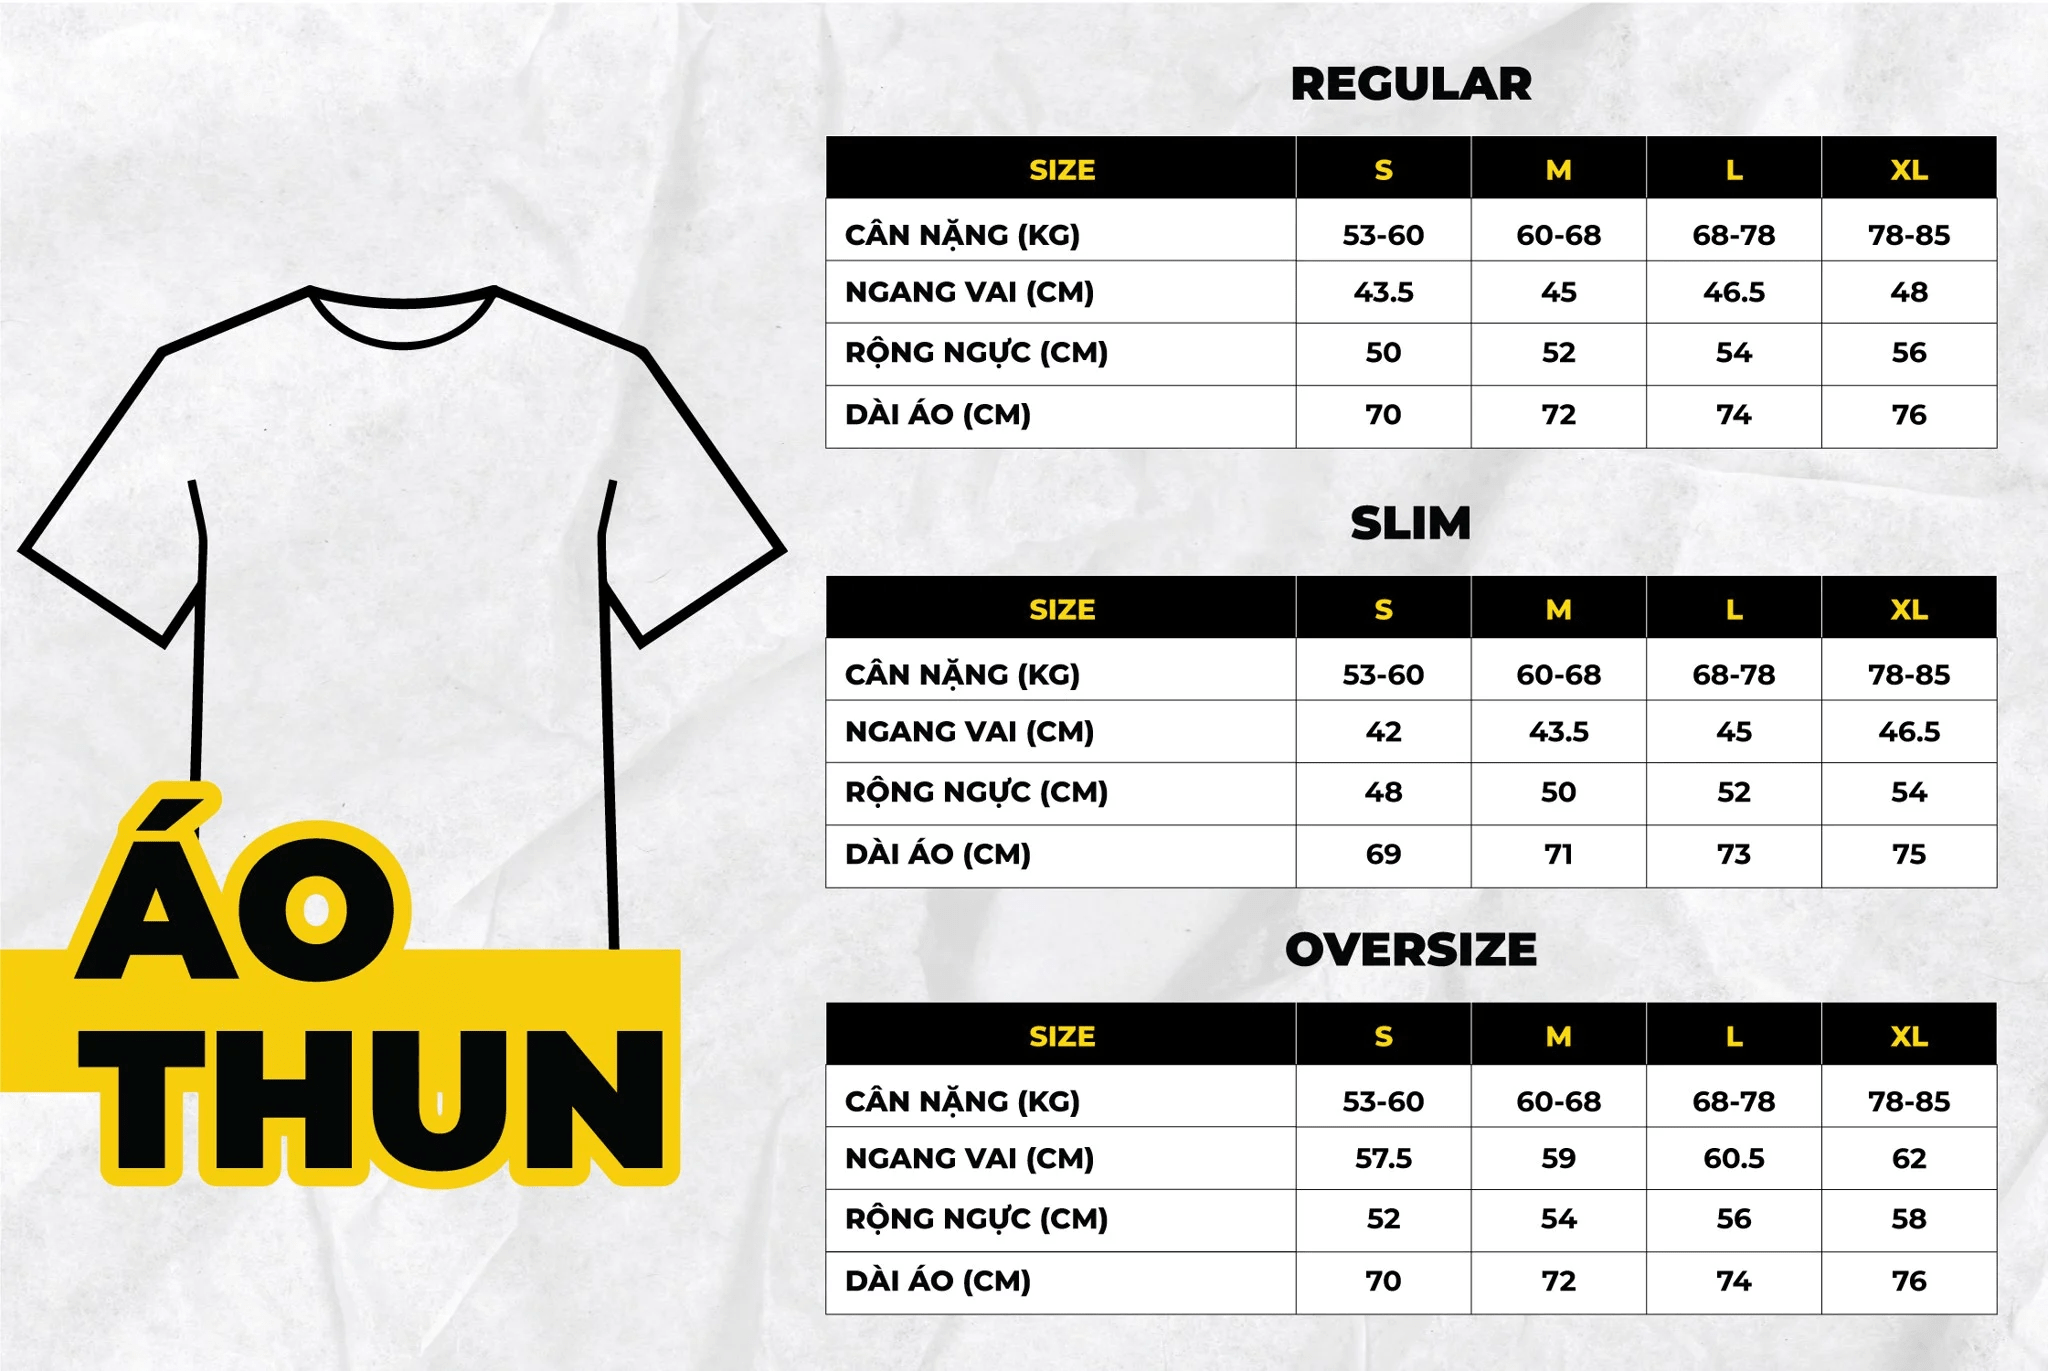 ÁO
THUN
REGULAR
SIZE S M L XL
CÂN NẶNG (KG) 53-60 60-68 68-78 78-85
NGANG VAI (CM) 43.5 45 46.5 48
RỘNG NGỰC (CM) 50 52 54 56
DÀI ÁO (CM) 70 72 74 76
SLIM
SIZE S M L XL
CÂN NẶNG (KG) 53-60 60-68 68-78 78-85
NGANG VAI (CM) 42 43.5 45 46.5
RỘNG NGỰC (CM) 48 50 52 54
DÀI ÁO (CM) 69 71 73 75
OVERSIZE
SIZE S M L XL
CÂN NẶNG (KG) 53-60 60-68 68-78 78-85
NGANG VAI (CM) 57.5 59 60.5 62
RỘNG NGỰC (CM) 52 54 56 58
DÀI ÁO (CM) 70 72 74 76